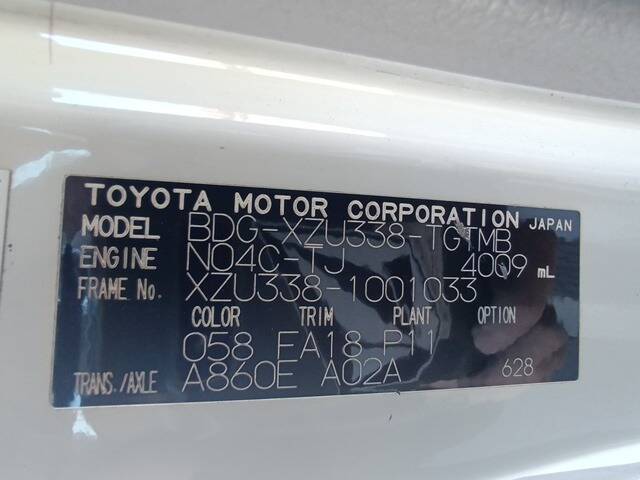 TOYOTA MOTOR CORPORATION JAPAN
MODEL BDG-XZU338-TGTMB
ENGINE N04C-TJ 4009 mL
FRAME No. XZU338-1001033
COLOR TRIM PLANT OPTION
058 FA18 P11
TRANS./AXLE A860E A02A 628